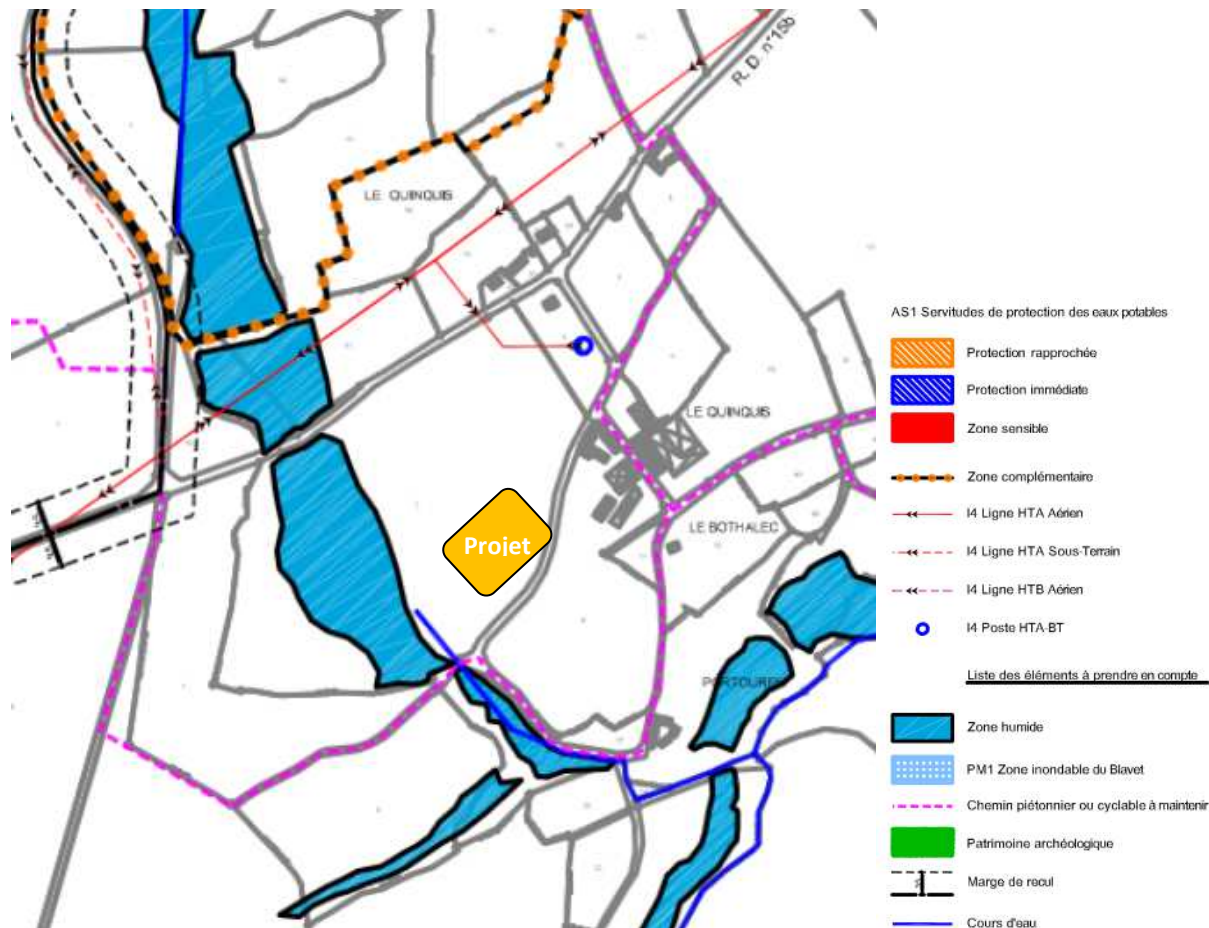 R. D. n°15b
LE QUINQUIS
LE QUINQUIS
Projet
LE BOTHALEC
AS1 Servitudes de protection des eaux potables
Protection rapprochée
Protection immédiate
Zone sensible
Zone complémentaire
I4 Ligne HTA Aérien
I4 Ligne HTA Sous-Terrain
I4 Ligne HTB Aérien
I4 Poste HTA-BT
Liste des éléments à prendre en compte
Zone humide
PM1 Zone inondable du Blavet
Chemin piétonnier ou cyclable à maintenir
Patrimoine archéologique
Marge de recul
Cours d'eau